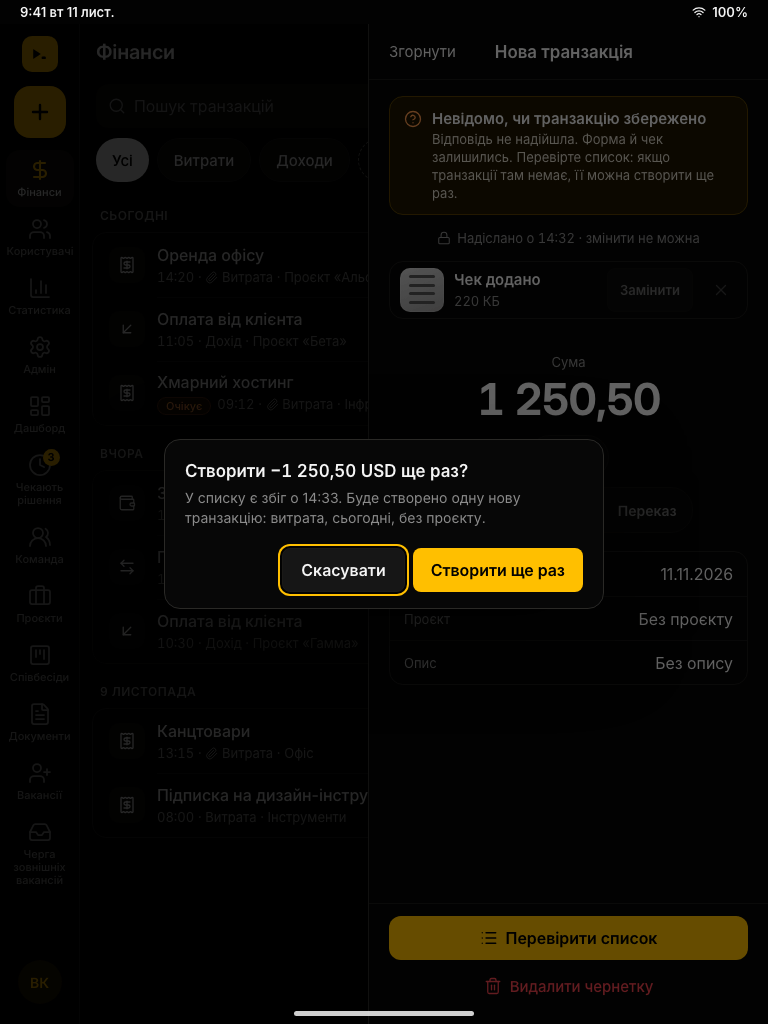 9:41 вт 11 лист.
100%
Фінанси
Пошук транзакцій
Усі
Витрати
Доходи
СЬОГОДНІ
Оренда офісу
14:20 · Витрата · Проєкт «Аль
Оплата від клієнта
11:05 · Дохід · Проєкт «Бета»
Хмарний хостинг
Очікує 09:12 · Витрата · Інфр
ВЧОРА
Оплата від клієнта
10:30 · Дохід · Проєкт «Гамма»
9 ЛИСТОПАДА
Канцтовари
13:15 · Витрата · Офіс
Підписка на дизайн-інстру
08:00 · Витрата · Інструменти
Фінанси
Користувачі
Статистика
Адмін
Дашборд
3
Чекають
рішення
Команда
Проєкти
Співбесіди
Документи
Вакансії
Черга
зовнішніх
вакансій
ВК
Згорнути
Нова транзакція
Невідомо, чи транзакцію збережено
Відповідь не надійшла. Форма й чек
залишились. Перевірте список: якщо
транзакції там немає, її можна створити ще
раз.
Надіслано о 14:32 · змінити не можна
Чек додано
220 КБ
Замінити
Сума
1 250,50
Переказ
11.11.2026
Проєкт
Без проєкту
Опис
Без опису
Створити −1 250,50 USD ще раз?
У списку є збіг о 14:33. Буде створено одну нову
транзакцію: витрата, сьогодні, без проєкту.
Скасувати
Створити ще раз
Перевірити список
Видалити чернетку